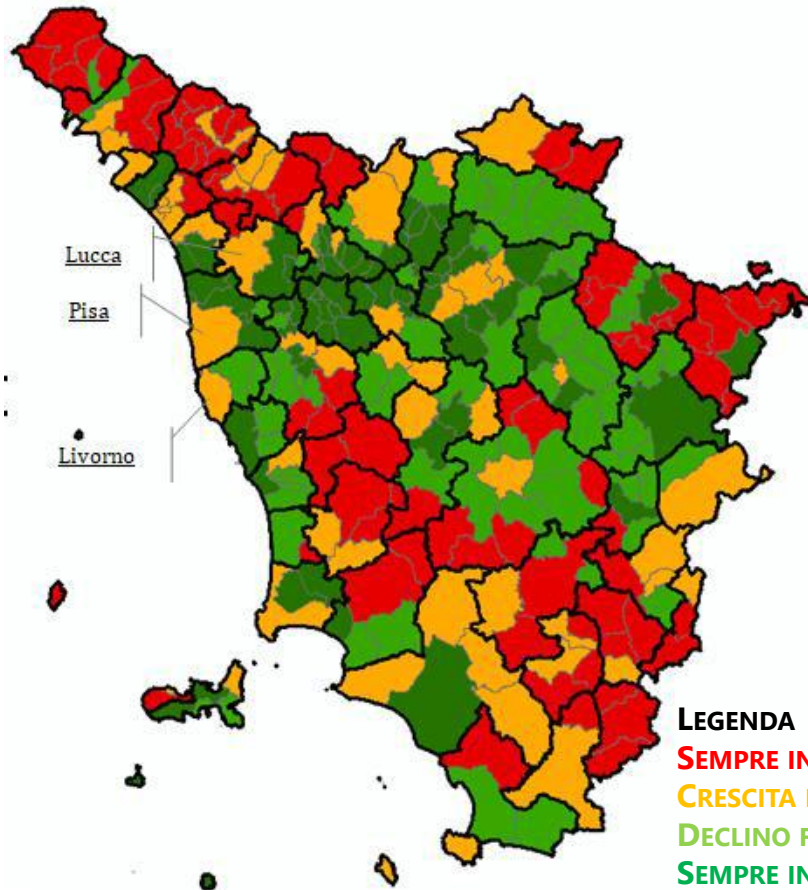 Lucca
Pisa
Livorno
LEGENDA
SEMPRE IN
CRESCITA
DECLINO
SEMPRE IN